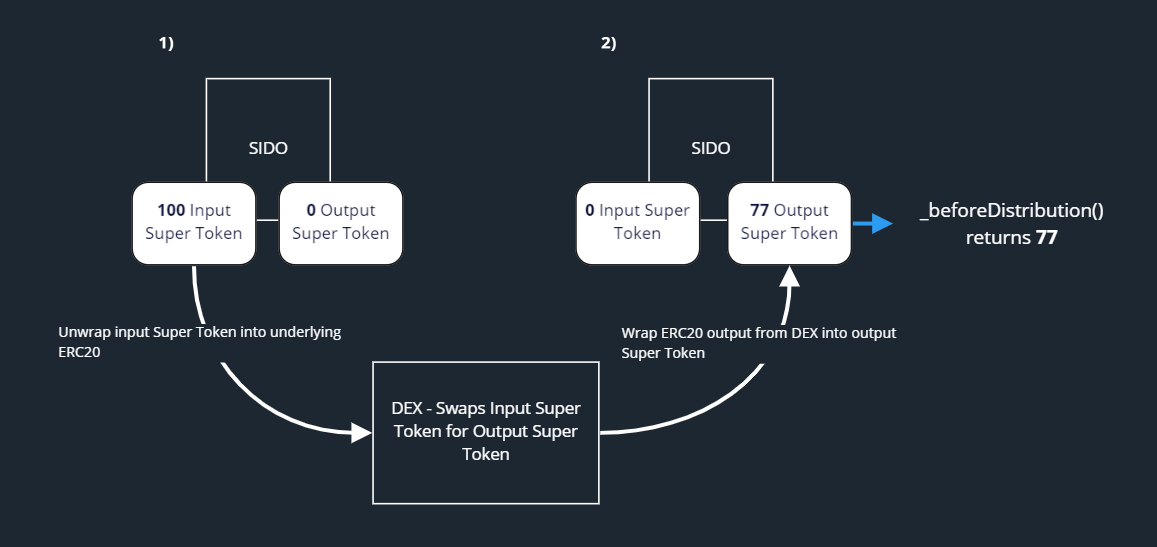 1)
SIDO
100 Input
Super Token
0 Output
Super Token
Unwrap input Super Token into underlying
ERC20
DEX - Swaps Input Super
Token for Output Super
Token
2)
SIDO
0 Input Super
Token
77 Output
Super Token
Wrap ERC20 output from DEX into output
Super Token
_beforeDistribution()
returns 77